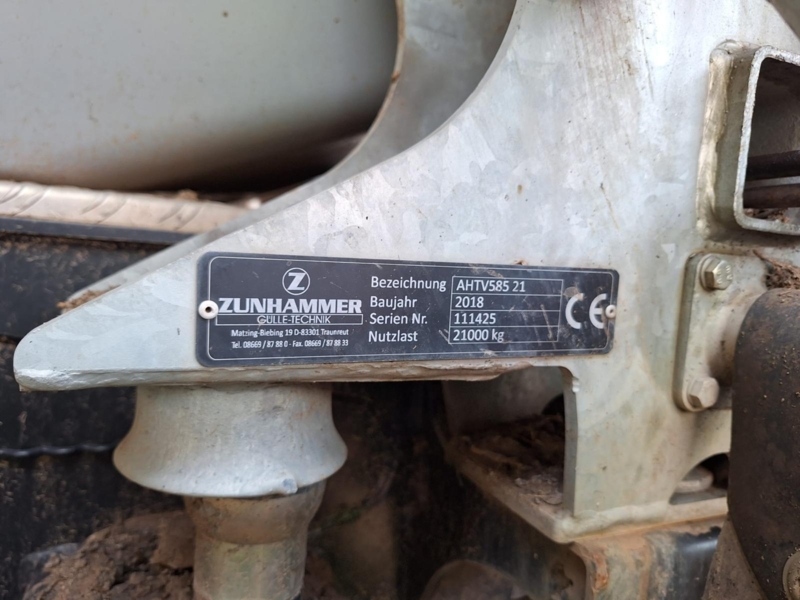 Z
ZUNHAMMER
GÜLLE-TECHNIK
Matzing-Biebing 19 D-83301 Traunreut
Tel. 08669 / 87 88 0 - Fax. 08669 / 87 88 33
Bezeichnung AHTV585 21
Baujahr 2018
Serien Nr. 111425
Nutzlast 21000 kg
CE